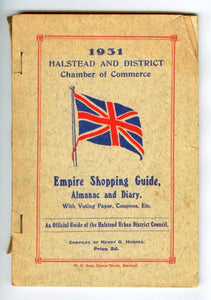 1931
HALSTEAD AND DISTRICT
Chamber of Commerce
Empire Shopping Guide,
Almanac and Diary.
With Voting Paper, Coupons, Etc.
An Official Guide of the Halstead Urban District Council.
COMPILED BY HENRY G. HUGHES.
Price 2d.